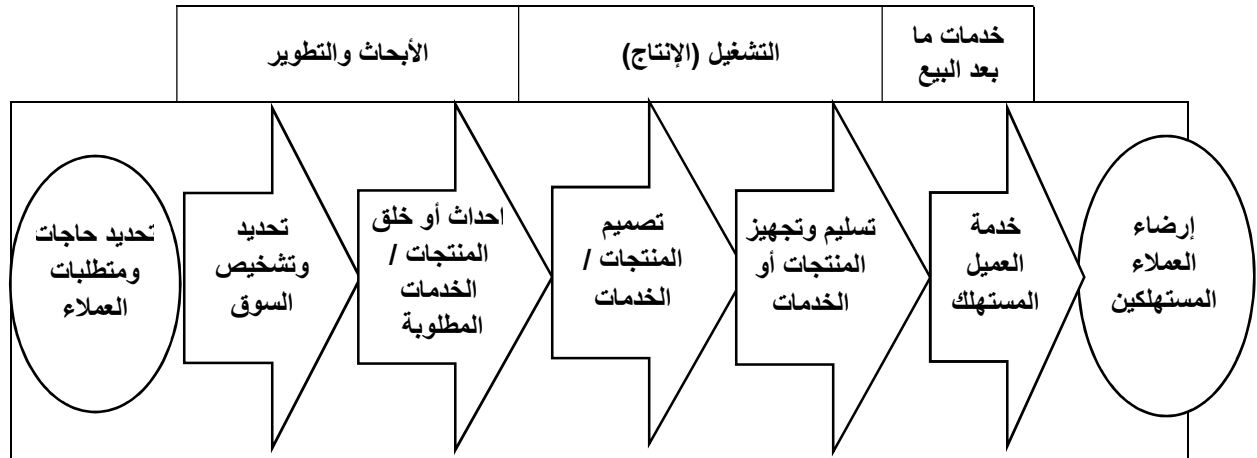 الأبحاث والتطوير
التشغيل (الإنتاج)
خدمات ما
بعد البيع
تحديد حاجات
ومتطلبات
العملاء
تحديد
وتشخيص
السوق
احداث أو خلق
المنتجات /
الخدمات
المطلوبة
تصميم
المنتجات /
الخدمات
تسليم وتجهيز
المنتجات أو
الخدمات
خدمة
العميل
المستهلك
إرضاء
العملاء
المستهلكين